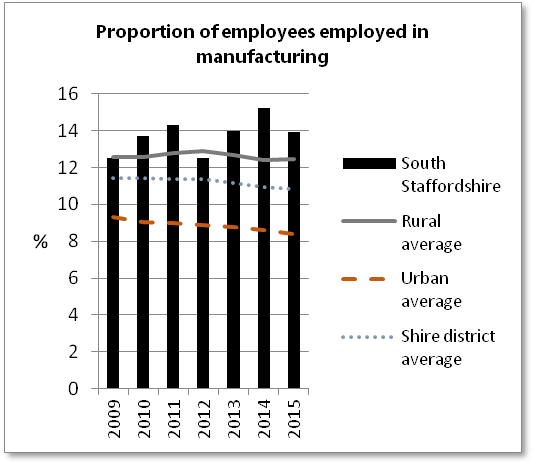 Proportion of employees employed in
manufacturing
16
14
12
10
8
6
4
2
0
%
2009
2010
2011
2012
2013
2014
2015
South
Staffordshire
Rural
average
Urban
average
Shire district
average